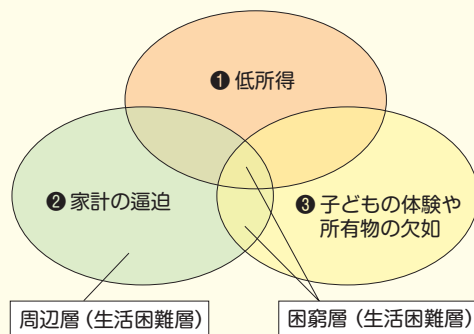 ❶ 低所得
❷ 家計の逼迫
❸ 子どもの体験や
所有物の欠如
周辺層（生活困難層）
困窮層（生活困難層）